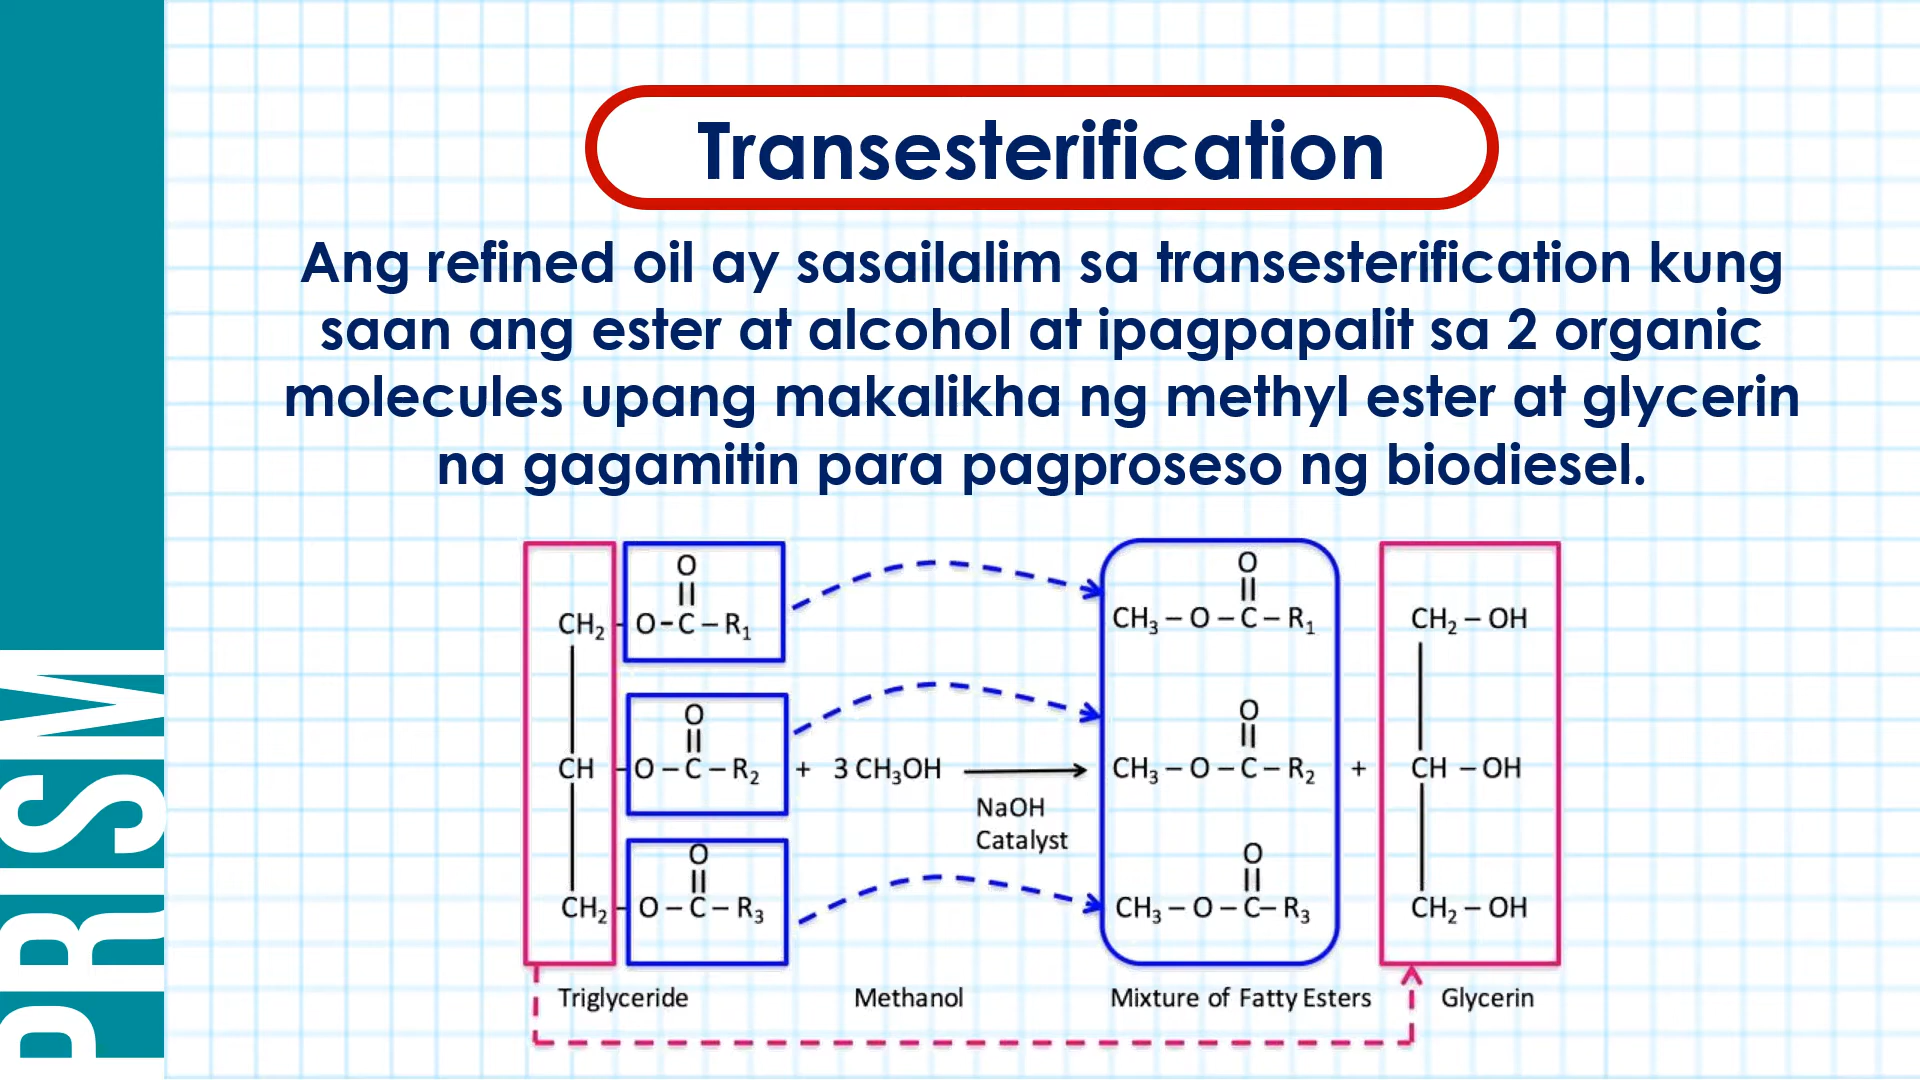 Transesterification
Ang refined oil ay sasailalim sa transesterification kung
saan ang ester at alcohol at ipagpapalit sa 2 organic
molecules upang makalikha ng methyl ester at glycerin
na gagamitin para pagproseso ng biodiesel.
O
||
CH₂ - O - C – R₁
O
||
CH - O – C – R₂ + 3 CH₃OH
O
||
CH₂ - O – C – R₃
NaOH
Catalyst
O
||
CH₃ – O – C – R₁
O
||
CH₃ – O – C – R₂ +
O
||
CH₃ – O – C – R₃
CH₂ – OH
CH – OH
CH₂ – OH
Triglyceride Methanol Mixture of Fatty Esters Glycerin
PRISM